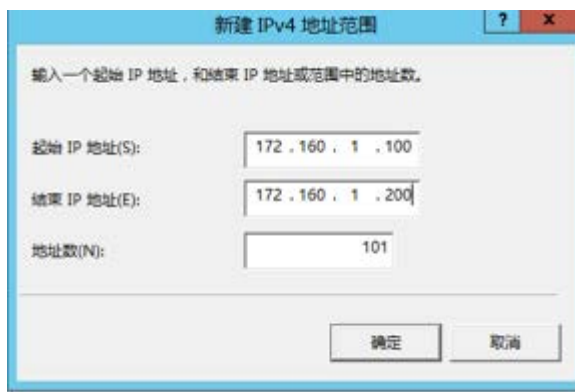 新建 IPv4 地址范围
? x
输入一个起始 IP 地址，和结束 IP 地址或范围中的地址数。
起始 IP 地址(S): 172 . 160 . 1 . 100
结束 IP 地址(E): 172 . 160 . 1 . 200
地址数(N): 101
确定 取消